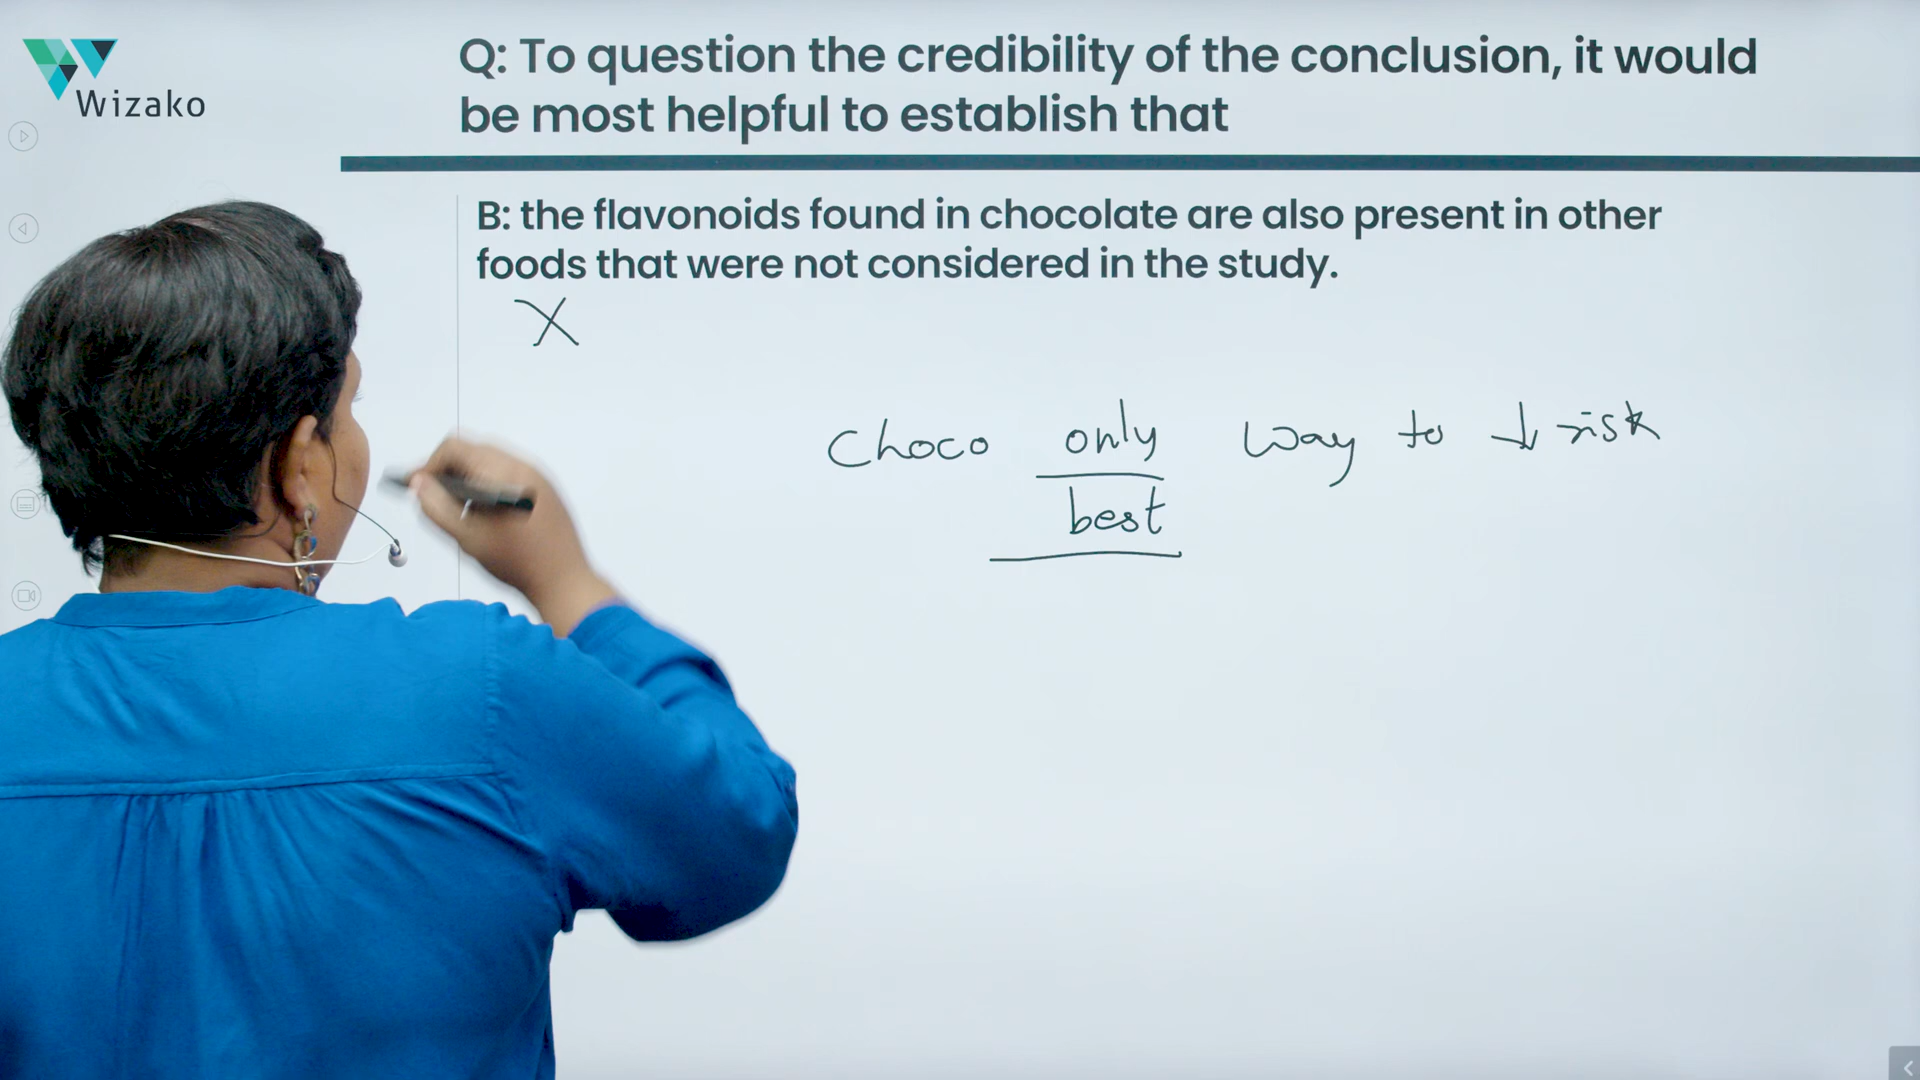 Wizako
Q: To question the credibility of the conclusion, it would
be most helpful to establish that
B: the flavonoids found in chocolate are also present in other
foods that were not considered in the study.
X
Choco only way to ↓ risk
best